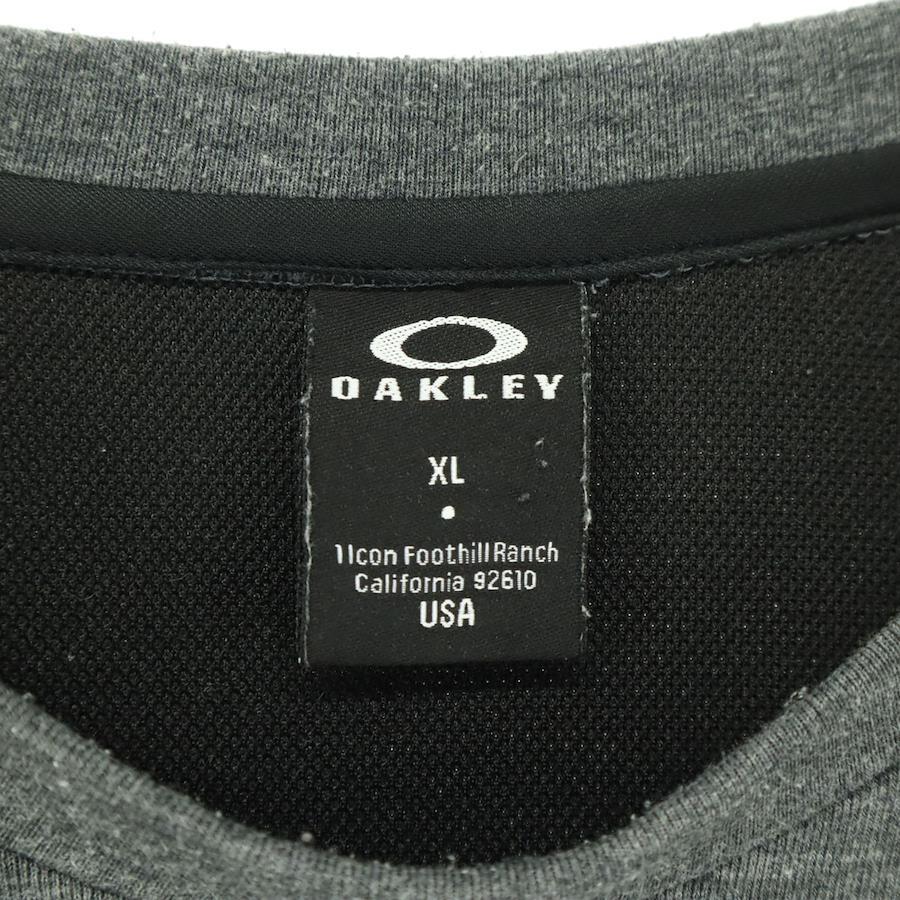 OAKLEY
XL
1 Icon Foothill Ranch
California 92610
USA